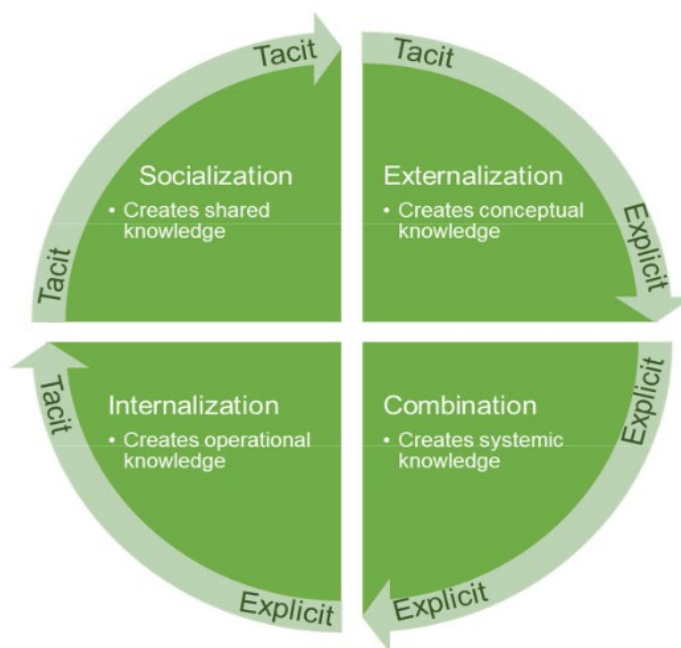 Tacit
Tacit
Socialization
• Creates shared
knowledge
Tacit
Explicit
Externalization
• Creates conceptual
knowledge
Explicit
Explicit
Combination
• Creates systemic
knowledge
Explicit
Tacit
Internalization
• Creates operational
knowledge